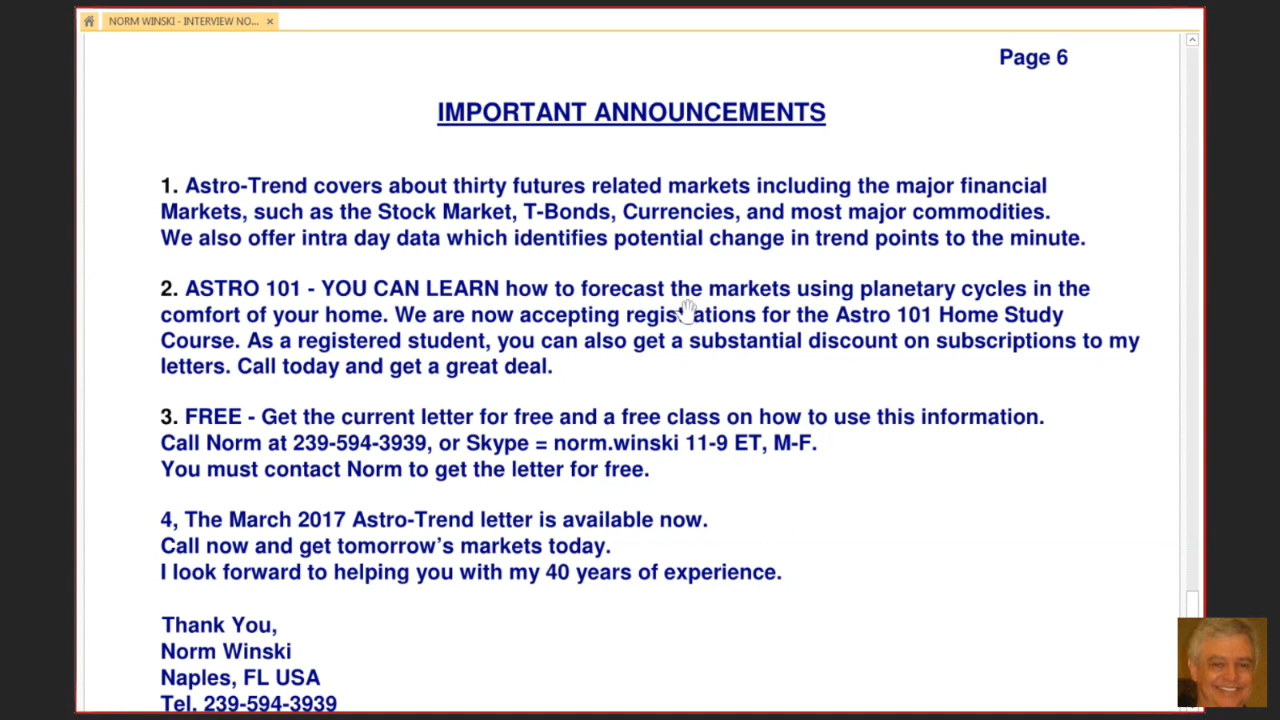 NORM WINSKI - INTERVIEW NO...
Page 6
IMPORTANT ANNOUNCEMENTS
1. Astro-Trend covers about thirty futures related markets including the major financial
Markets, such as the Stock Market, T-Bonds, Currencies, and most major commodities.
We also offer intra day data which identifies potential change in trend points to the minute.
2. ASTRO 101 - YOU CAN LEARN how to forecast the markets using planetary cycles in the
comfort of your home. We are now accepting registrations for the Astro 101 Home Study
Course. As a registered student, you can also get a substantial discount on subscriptions to my
letters. Call today and get a great deal.
3. FREE - Get the current letter for free and a free class on how to use this information.
Call Norm at 239-594-3939, or Skype = norm.winski 11-9 ET, M-F.
You must contact Norm to get the letter for free.
4, The March 2017 Astro-Trend letter is available now.
Call now and get tomorrow’s markets today.
I look forward to helping you with my 40 years of experience.
Thank You,
Norm Winski
Naples, FL USA
Tel. 239-594-3939